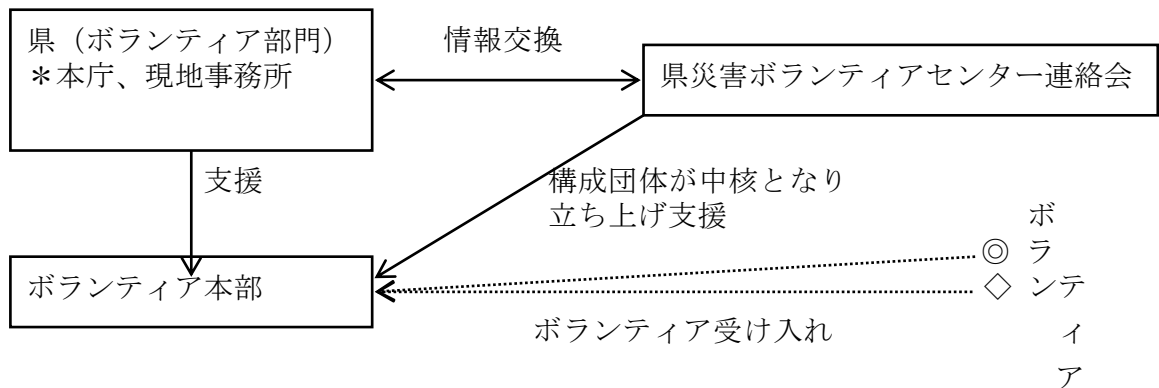 県（ボランティア部門）
＊本庁、現地事務所
情報交換
県災害ボランティアセンター連絡会
支援
構成団体が中核となり
立ち上げ支援
ボランティア本部
◎
◇
ボランティア
ボランティア受け入れ